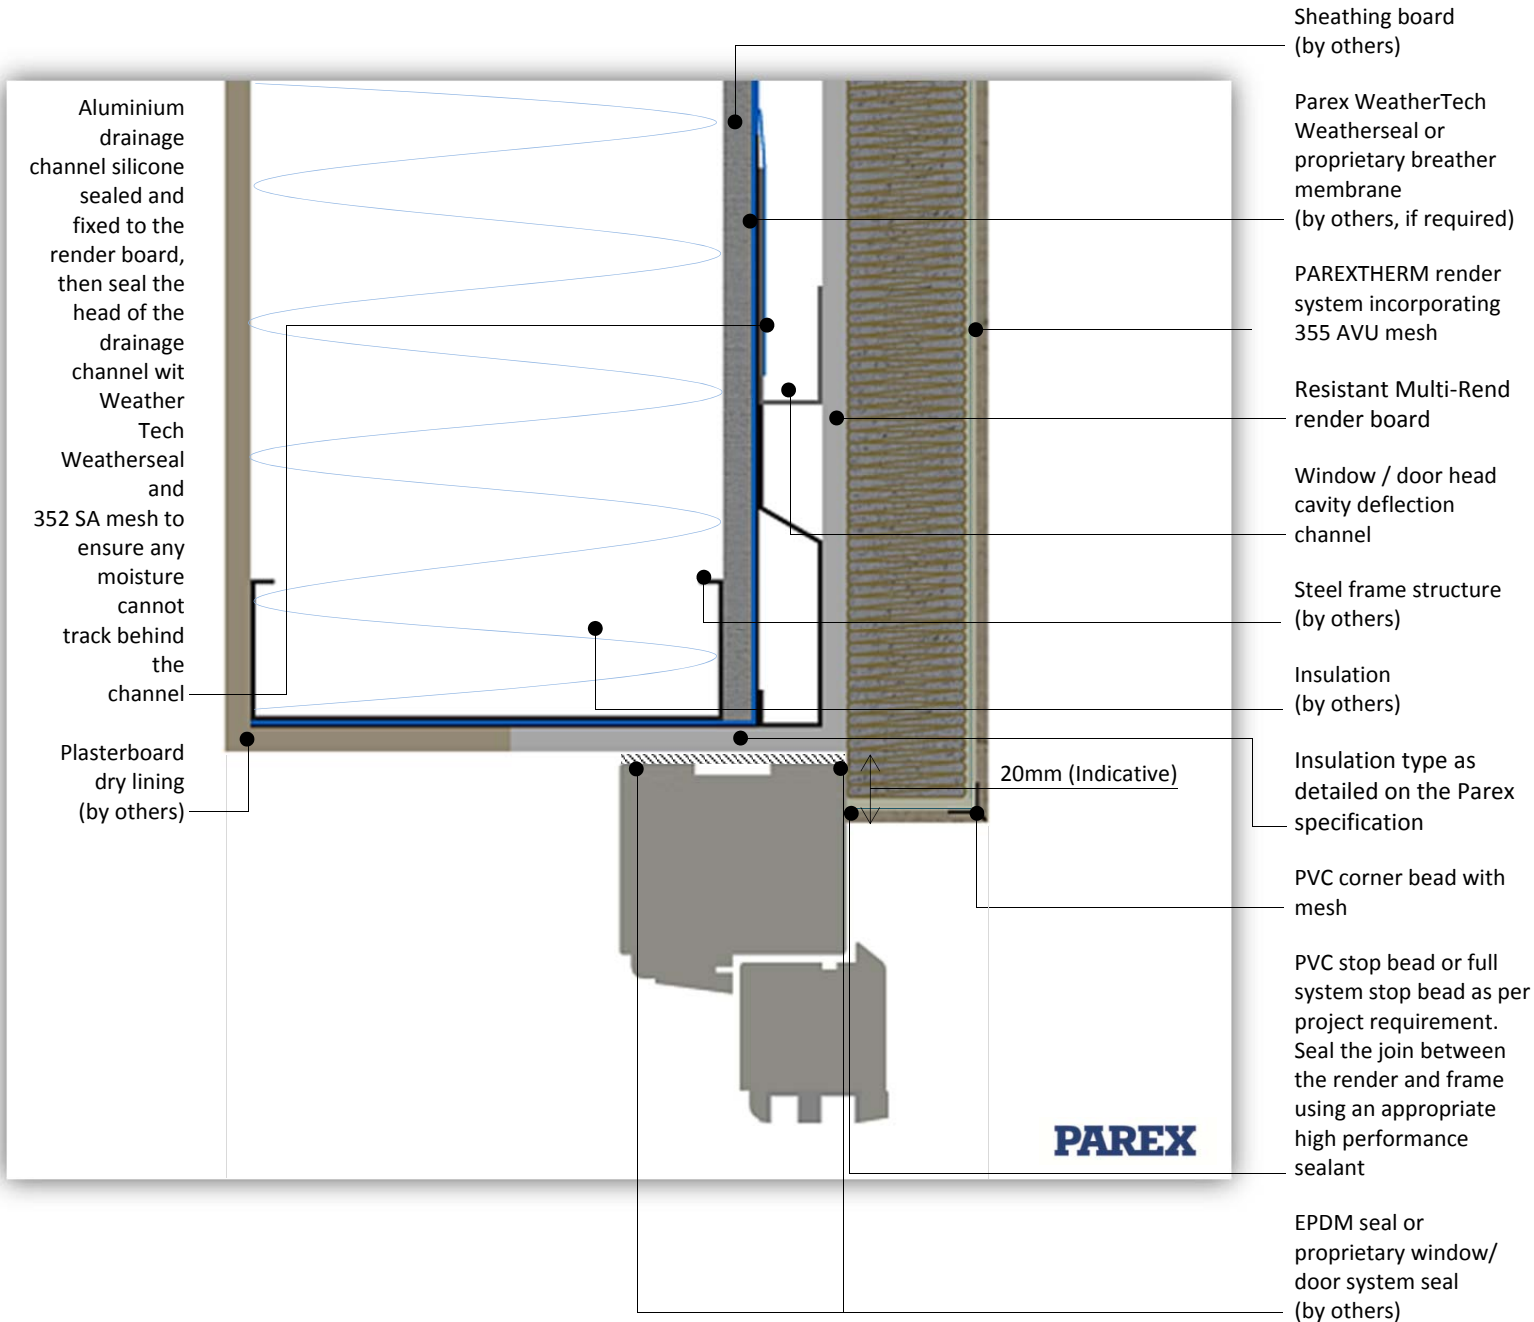 Aluminium
drainage
channel silicone
sealed and
fixed to the
render board,
then seal the
head of the
drainage
channel wit
Weather
Tech
Weatherseal
and
352 SA mesh to
ensure any
moisture
cannot
track behind
the
channel
Plasterboard
dry lining
(by others)
20mm (Indicative)
Sheathing board
(by others)
Parex WeatherTech
Weatherseal or
proprietary breather
membrane
(by others, if required)
PAREXTHERM render
system incorporating
355 AVU mesh
Resistant Multi-Rend
render board
Window / door head
cavity deflection
channel
Steel frame structure
(by others)
Insulation
(by others)
Insulation type as
detailed on the Parex
specification
PVC corner bead with
mesh
PVC stop bead or full
system stop bead as per
project requirement.
Seal the join between
the render and frame
using an appropriate
high performance
sealant
EPDM seal or
proprietary window/
door system seal
(by others)
PAREX